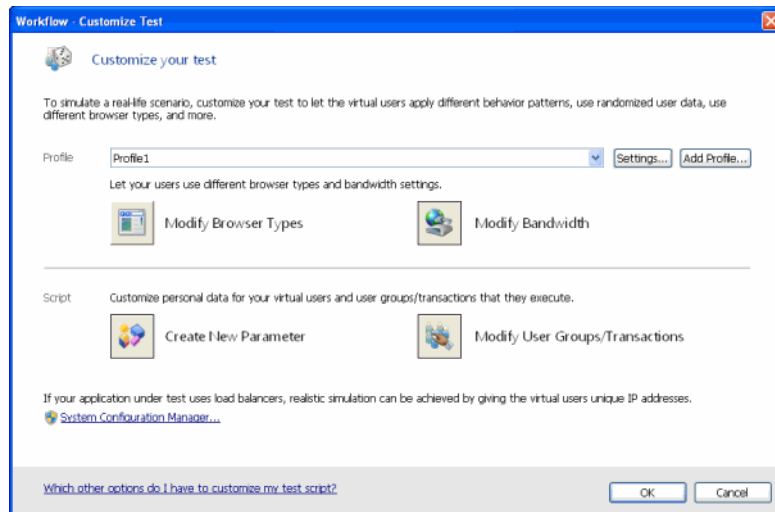 Workflow - Customize Test
Customize your test
To simulate a real-life scenario, customize your test to let the virtual users apply different behavior patterns, use randomized user data, use
different browser types, and more.
Profile Profile1 Settings... Add Profile...
Let your users use different browser types and bandwidth settings.
Modify Browser Types Modify Bandwidth
Script Customize personal data for your virtual users and user groups/transactions that they execute.
Create New Parameter Modify User Groups/Transactions
If your application under test uses load balancers, realistic simulation can be achieved by giving the virtual users unique IP addresses.
System Configuration Manager...
Which other options do I have to customize my test script? OK Cancel